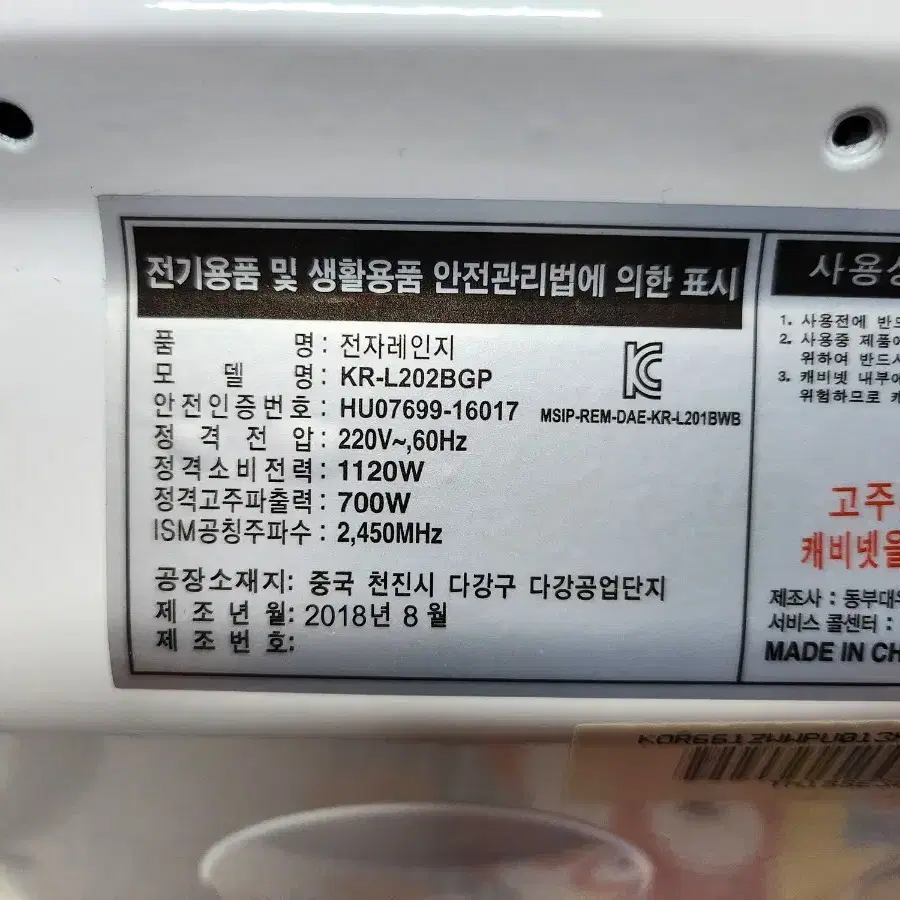 전기용품 및 생활용품 안전관리법에 의한 표시
품 명 : 전자레인지
모 델 명 : KR-L202BGP
안전인증번호 : HU07699-16017
정 격 전 압 : 220V~,60Hz
정격소비전력 : 1120W
정격고주파출력 : 700W
ISM공칭주파수 : 2,450MHz
공장소재지: 중국 천진시 다강구 다강공업단지
제 조 년 월: 2018년 8 월
제 조 번 호:
MSIP-REM-DAE-KR-L201BWB
사용상
1. 사용전에 반드
2. 사용중 제품에
위하여 반드시
3. 캐비넷 내부에
위험하므로 캐
고주
캐비넷을
제조사 : 동부대우
서비스 콜센터 :
MADE IN CH